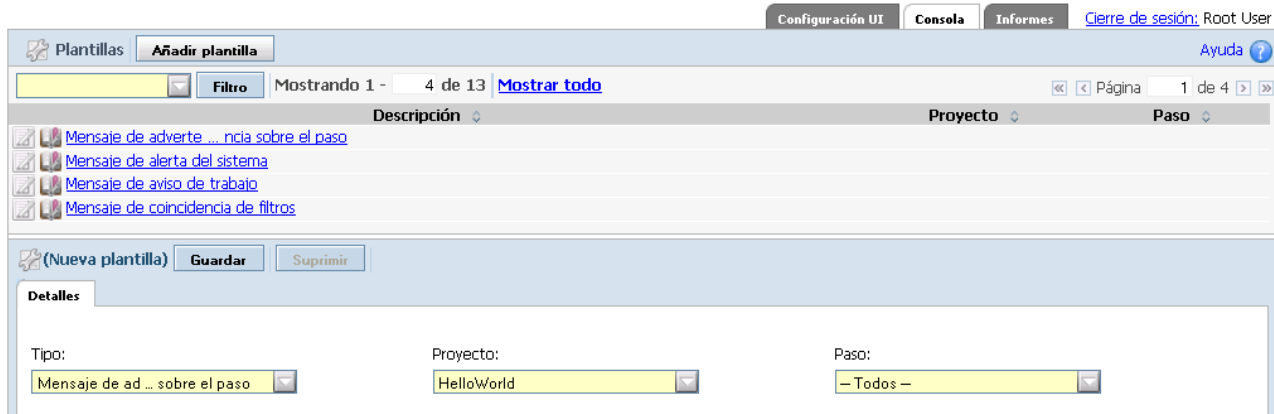 Configuración UI Consola Informes Cierre de sesión: Root User
Plantillas Añadir plantilla Ayuda ?
Filtro Mostrando 1 - 4 de 13 Mostrar todo Página 1 de 4
Descripción Proyecto Paso
Mensaje de adverte ... ncia sobre el paso
Mensaje de alerta del sistema
Mensaje de aviso de trabajo
Mensaje de coincidencia de filtros
(Nueva plantilla) Guardar Suprimir
Detalles
Tipo: Proyecto: Paso:
Mensaje de ad ... sobre el paso HelloWorld — Todos —